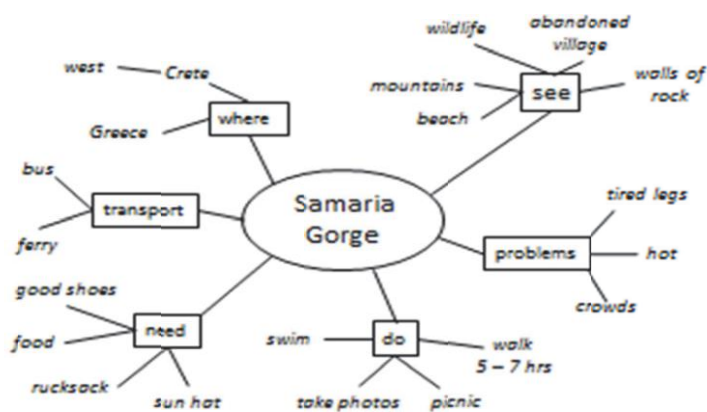 Samaria
Gorge
where
west
Crete
Greece
see
wildlife
abandoned
village
mountains
beach
walls of
rock
transport
bus
ferry
problems
tired legs
hot
crowds
need
good shoes
food
rucksack
sun hat
do
swim
walk
5 – 7 hrs
take photos
picnic